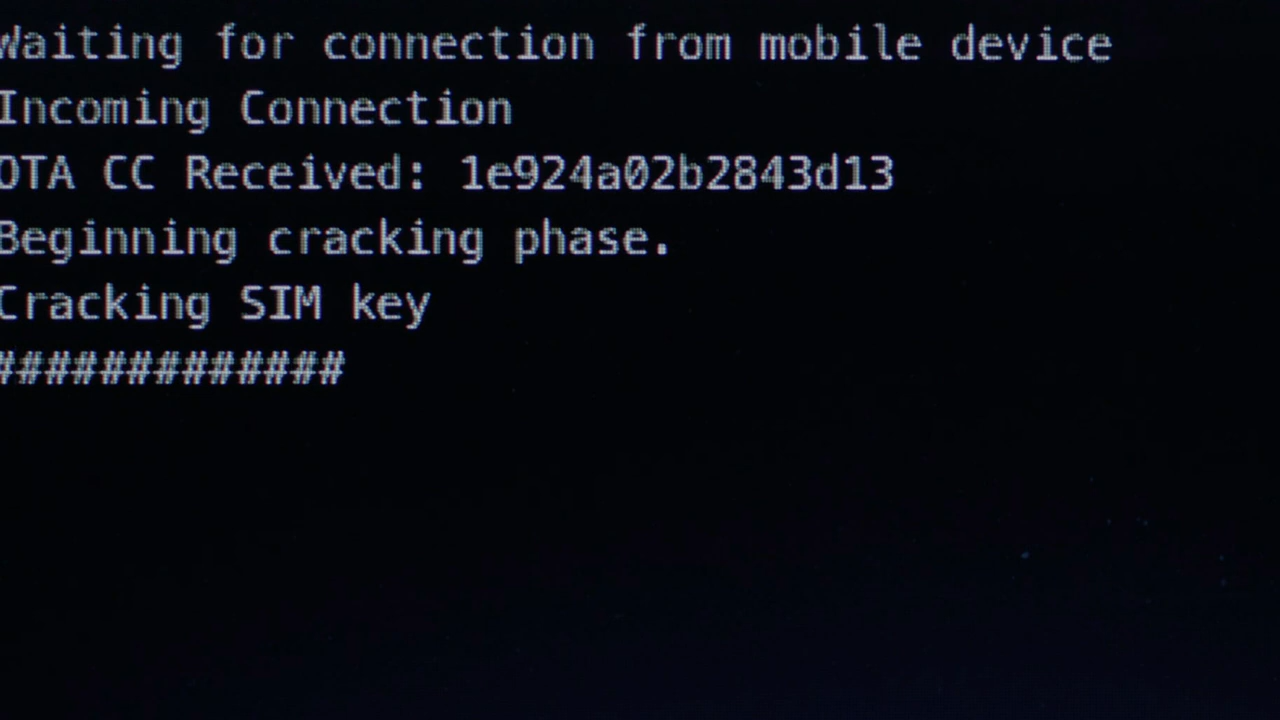 Waiting for connection from mobile device
Incoming Connection
OTA CC Received: 1e924a02b2843d13
Beginning cracking phase.
Cracking SIM key
#############